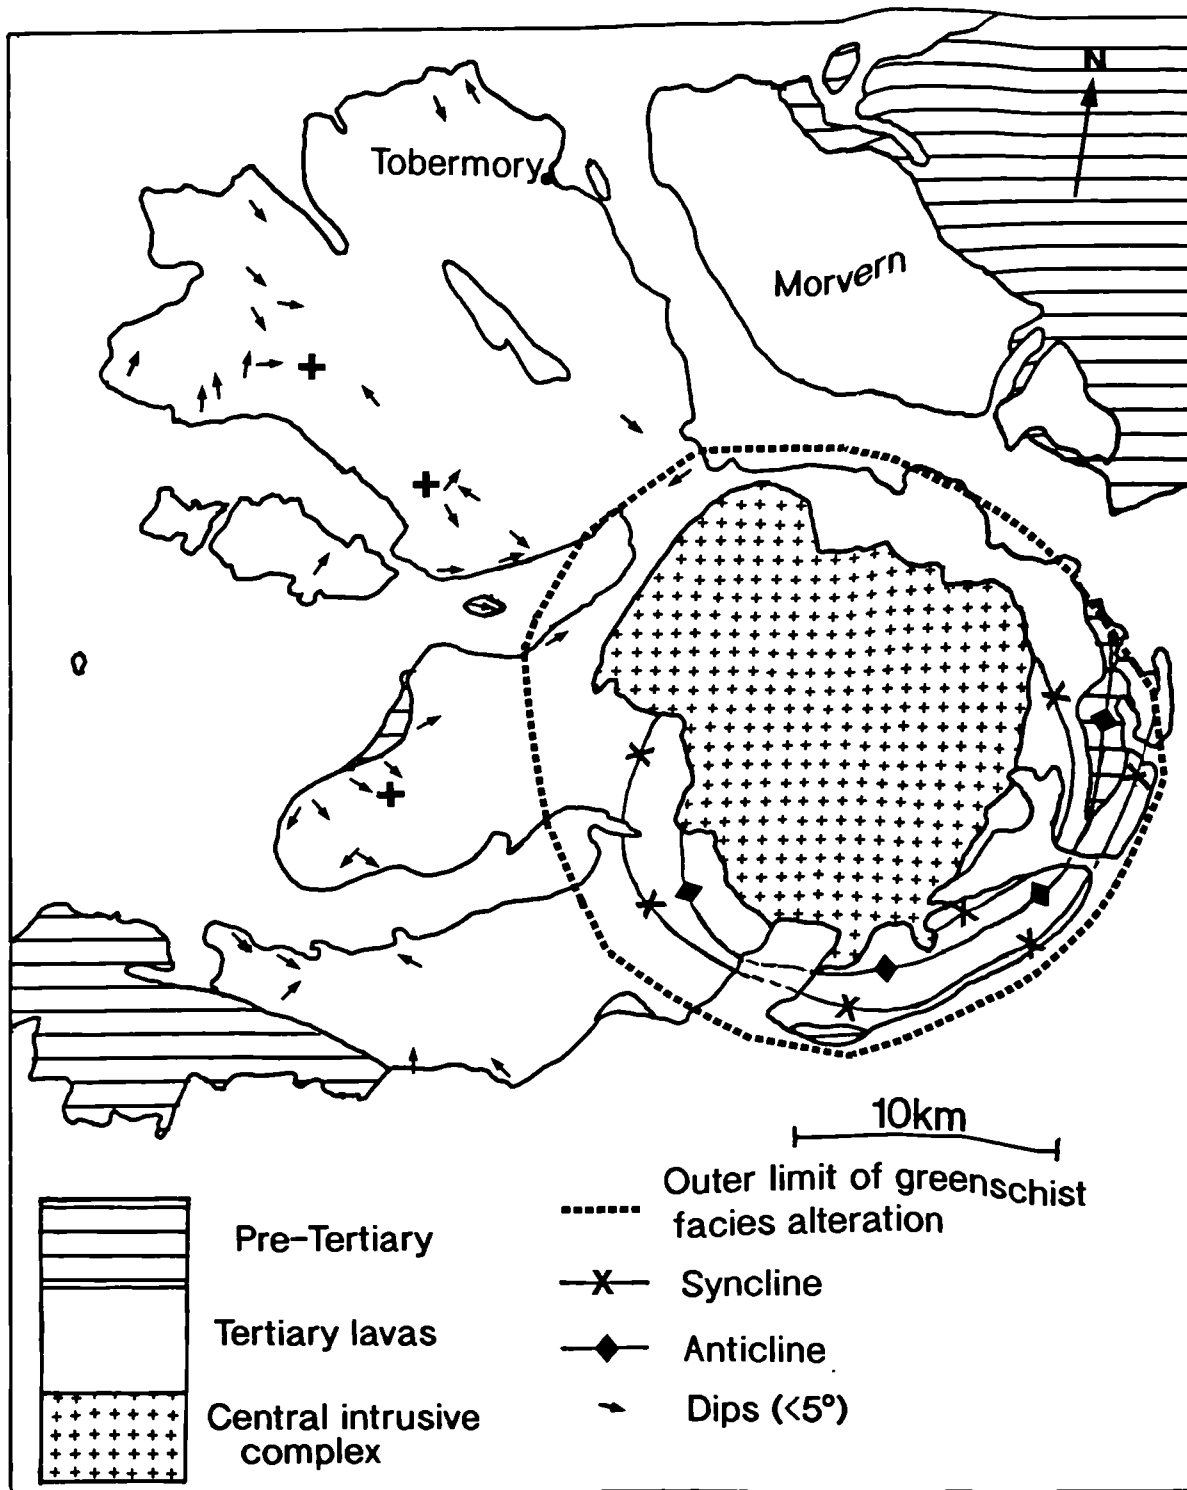 N
Tobermory
Morvern
10km
Outer limit of greenschist
facies alteration
Pre-Tertiary
Syncline
Tertiary lavas
Anticline
Central intrusive
complex
Dips (<5°)